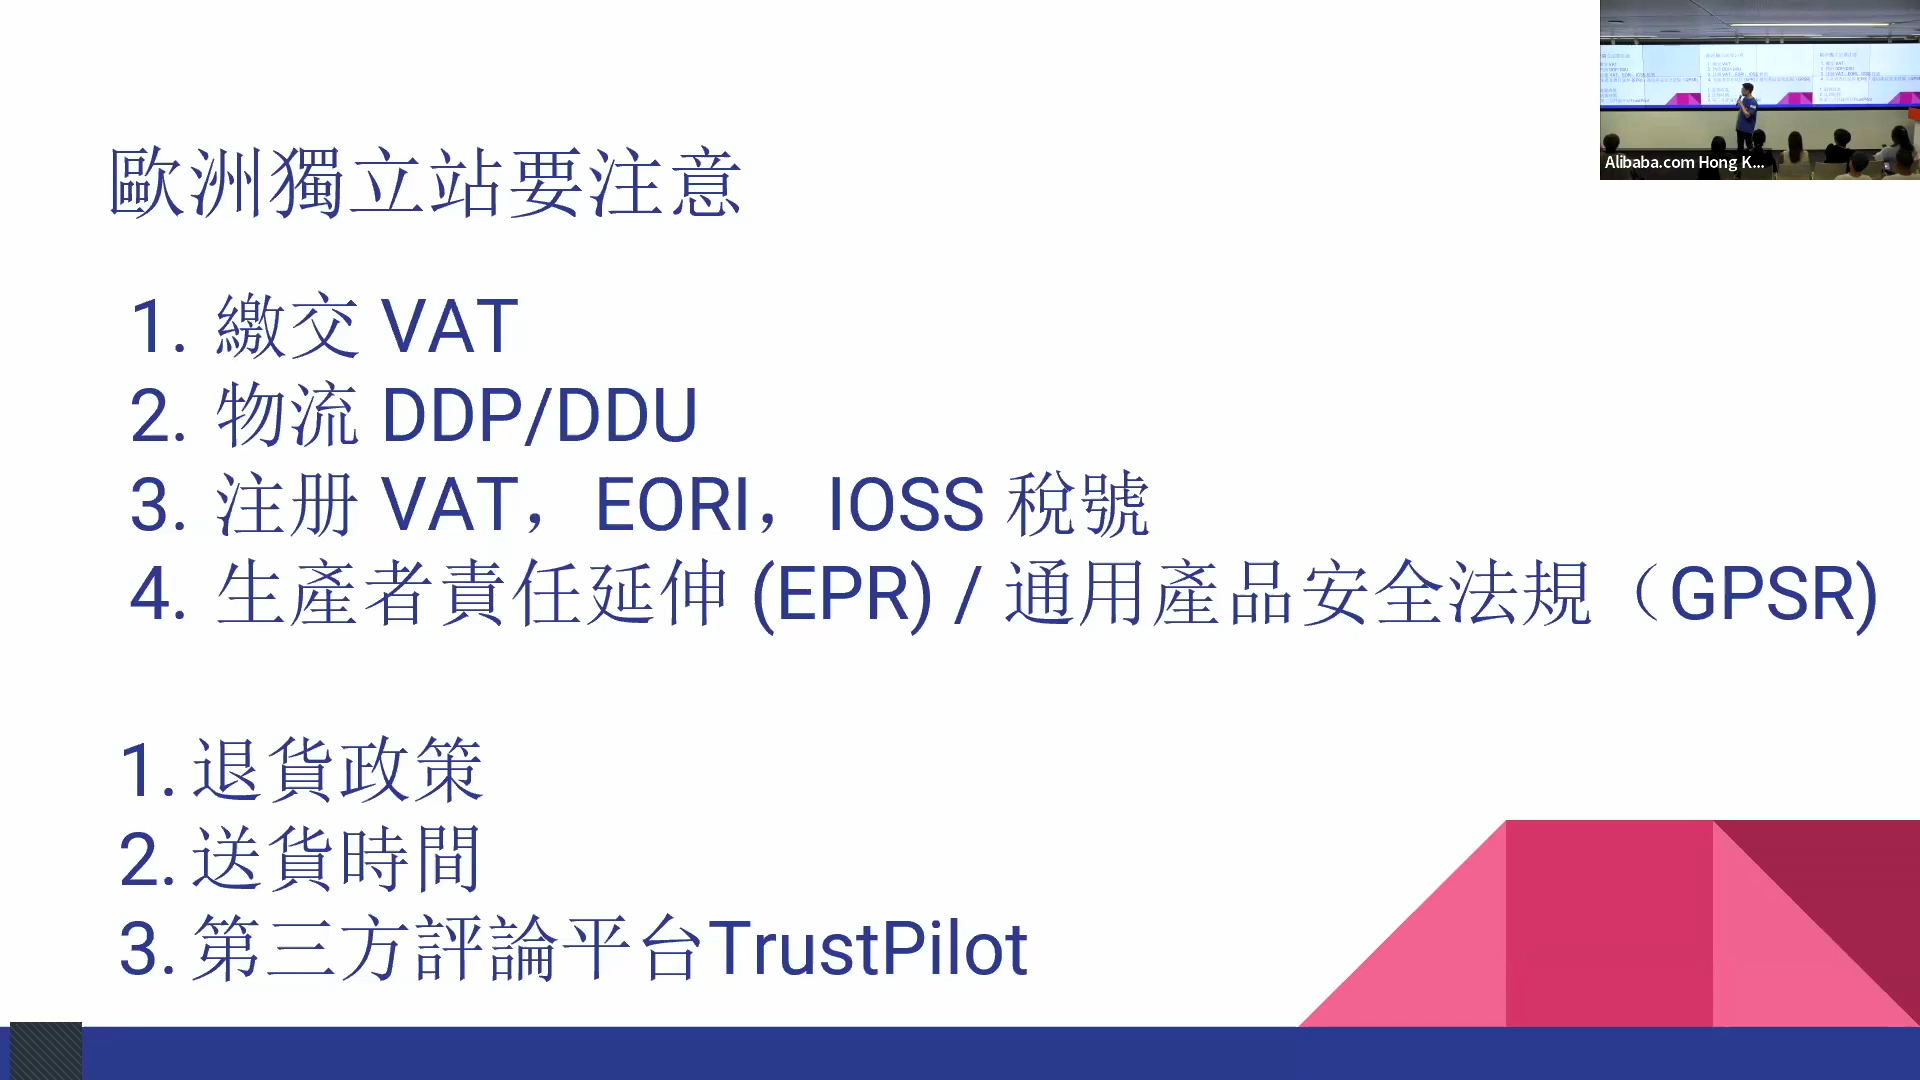 歐洲獨立站要注意
1. 繳交 VAT
2. 物流 DDP/DDU
3. 注册 VAT，EORI，IOSS 稅號
4. 生產者責任延伸 (EPR) / 通用產品安全法規（GPSR)
1. 退貨政策
2. 送貨時間
3. 第三方評論平台TrustPilot
Alibaba.com Hong K...